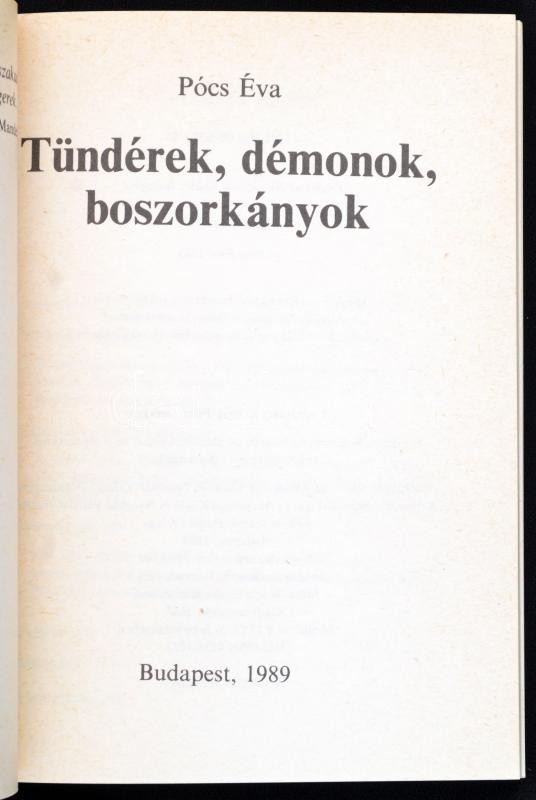 Pócs Éva
Tündérek, démonok,
boszorkányok
Budapest, 1989